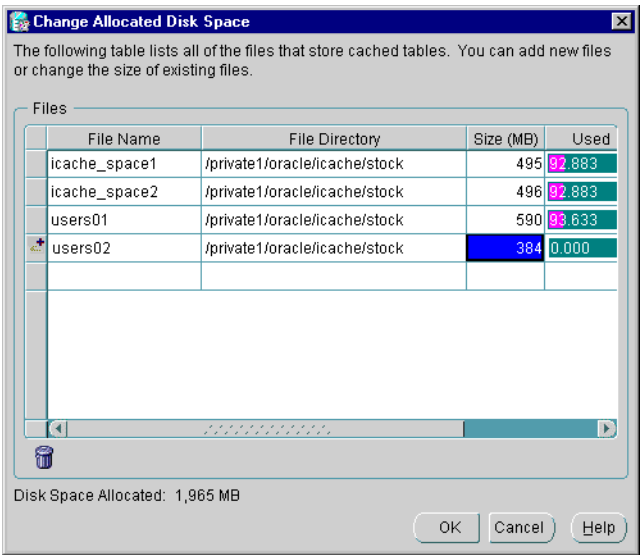 Change Allocated Disk Space
The following table lists all of the files that store cached tables. You can add new files
or change the size of existing files.
Files
File Name File Directory Size (MB) Used
icache_space1 /private1/oracle/icache/stock 495 92.883
icache_space2 /private1/oracle/icache/stock 496 92.883
users01 /private1/oracle/icache/stock 590 93.633
users02 /private1/oracle/icache/stock 384 0.000
Disk Space Allocated: 1,965 MB
OK Cancel Help